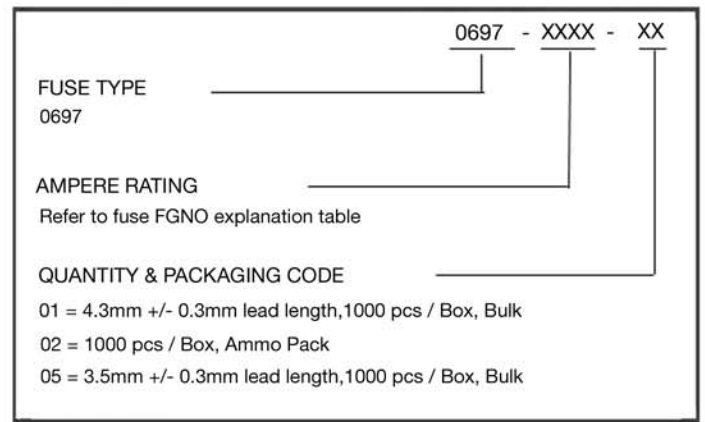 0697 - XXXX - XX
FUSE TYPE
0697
AMPERE RATING
Refer to fuse FGNO explanation table
QUANTITY & PACKAGING CODE
01 = 4.3mm +/- 0.3mm lead length,1000 pcs / Box, Bulk
02 = 1000 pcs / Box, Ammo Pack
05 = 3.5mm +/- 0.3mm lead length,1000 pcs / Box, Bulk